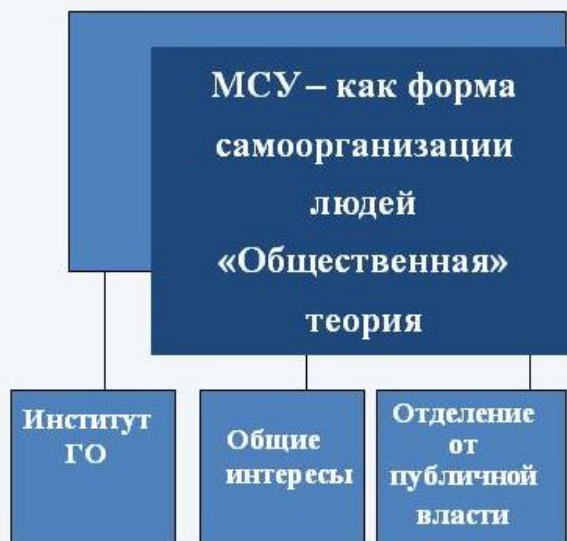 МСУ – как форма
самоорганизации
людей
«Общественная»
теория
Институт
ГО
Общие
интересы
Отделение
от
публичной
власти